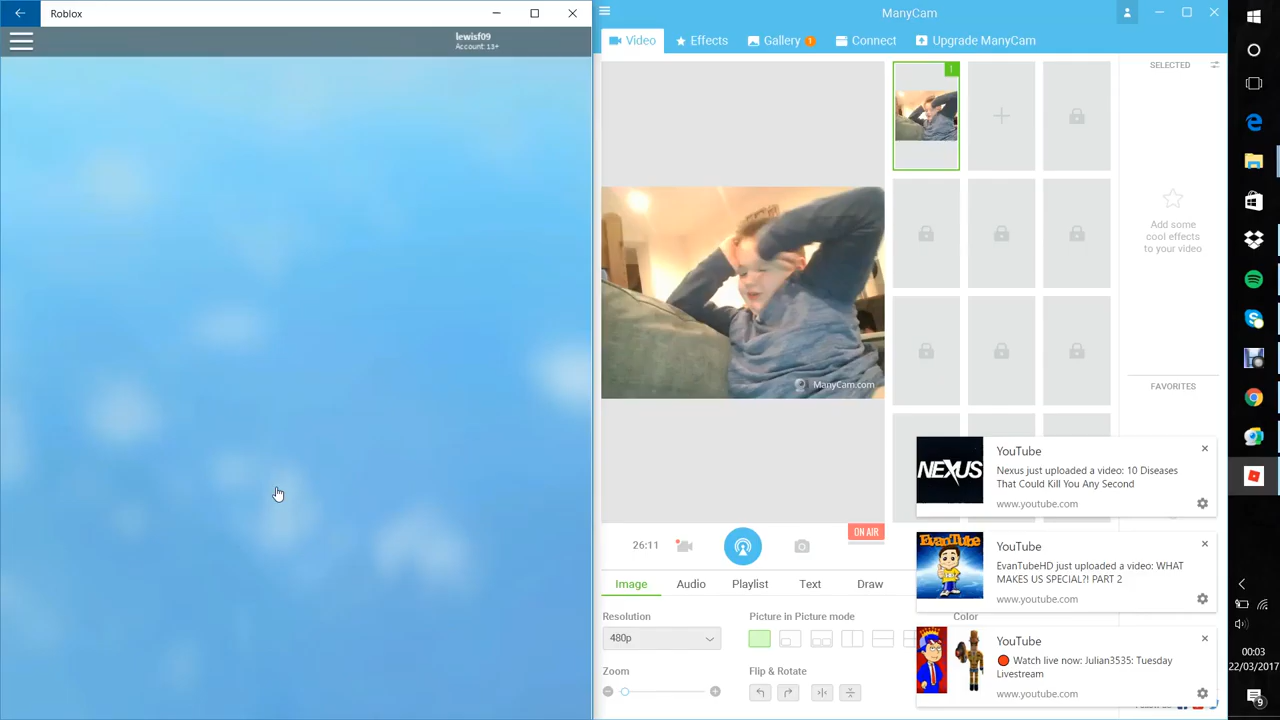 Roblox
lewisf09
Account: 13+
ManyCam
Video
Effects
Gallery
1
Connect
Upgrade ManyCam
1
SELECTED
Add some
cool effects
to your video
FAVORITES
ManyCam.com
ON AIR
26:11
Image
Audio
Playlist
Text
Draw
Resolution
480p
Picture in Picture mode
Color
Zoom
Flip & Rotate
NEXUS
YouTube
Nexus just uploaded a video: 10 Diseases
That Could Kill You Any Second
www.youtube.com
EVANTUBE
YouTube
EvanTubeHD just uploaded a video: WHAT
MAKES US SPECIAL?! PART 2
www.youtube.com
YouTube
🔴 Watch live now: Julian3535: Tuesday
Livestream
www.youtube.com
00:03
22/03/2017
9